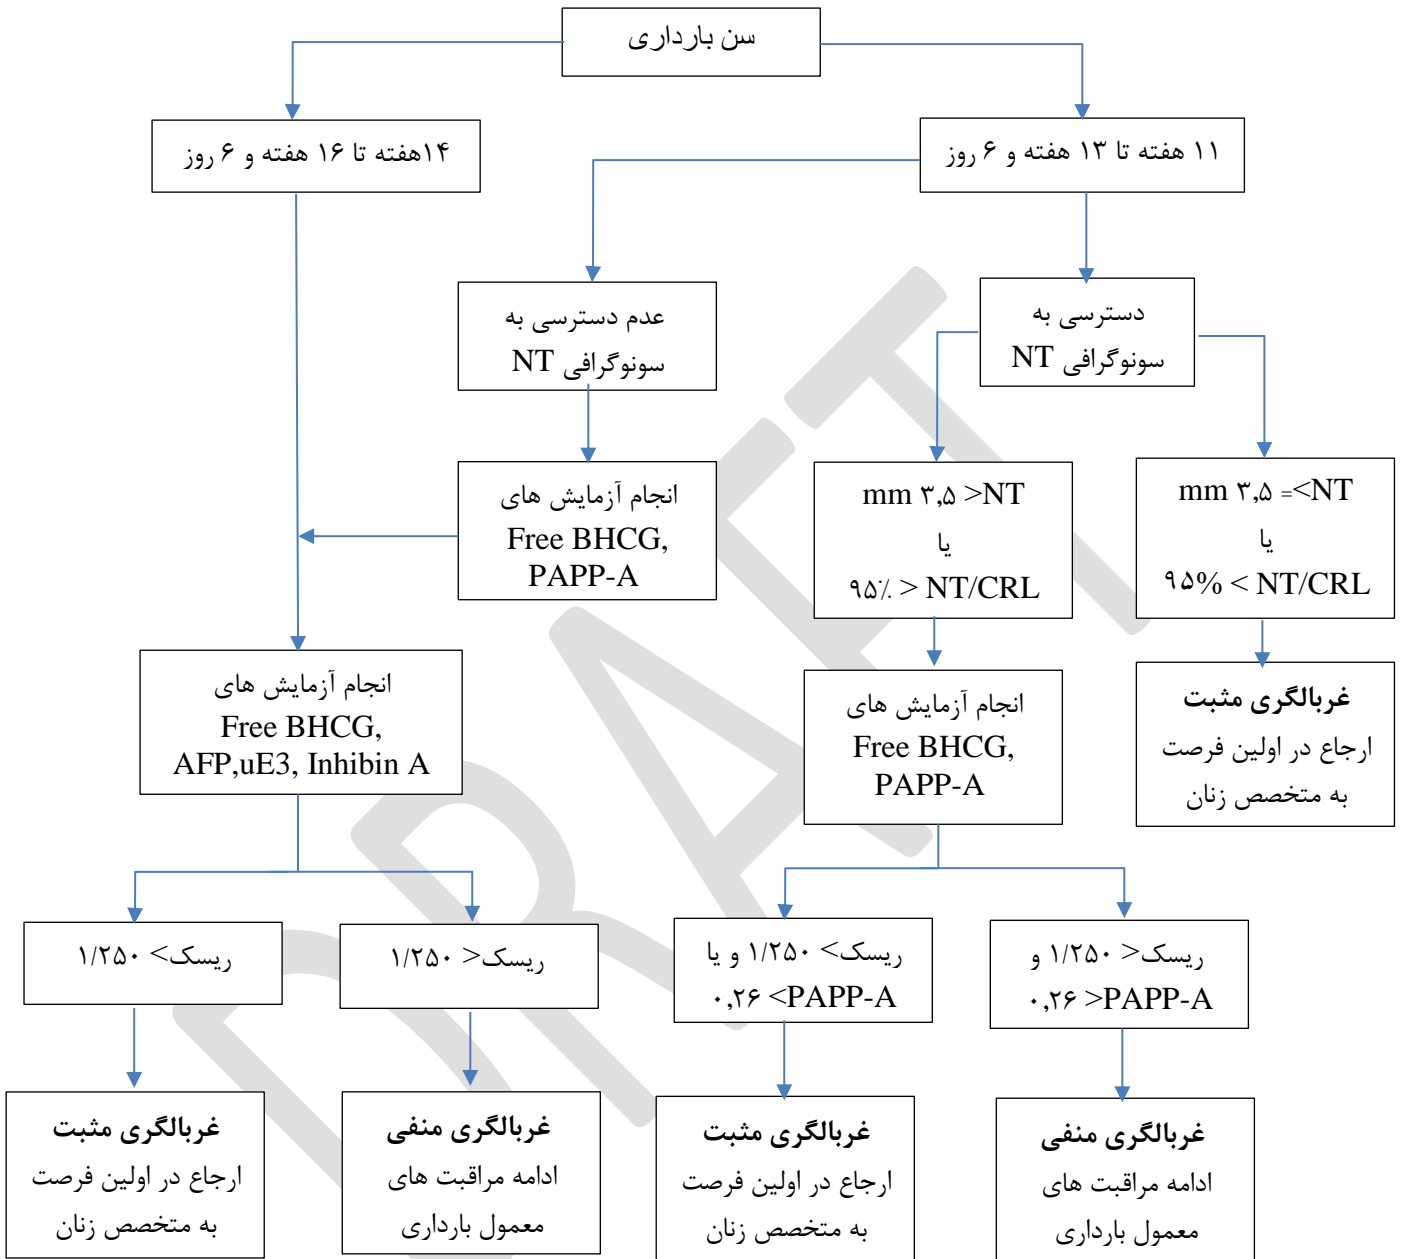 سن بارداری
۱۱ هفته تا ۱۳ هفته و ۶ روز
۱۴هفته تا ۱۶ هفته و ۶ روز
دسترسی به
سونوگرافی NT
عدم دسترسی به
سونوگرافی NT
NT>= ۳,۵ mm
یا
NT/CRL > ۹۵%
NT< ۳,۵ mm
یا
NT/CRL < ۹۵٪
انجام آزمایش های
Free BHCG,
PAPP-A
غربالگری مثبت
ارجاع در اولین فرصت
به متخصص زنان
انجام آزمایش های
Free BHCG,
PAPP-A
انجام آزمایش های
Free BHCG,
AFP,uE3, Inhibin A
ریسک< ۱/۲۵۰ و
PAPP-A< ۰,۲۶
ریسک> ۱/۲۵۰ و یا
PAPP-A> ۰,۲۶
ریسک< ۱/۲۵۰
ریسک> ۱/۲۵۰
غربالگری منفی
ادامه مراقبت های
معمول بارداری
غربالگری مثبت
ارجاع در اولین فرصت
به متخصص زنان
غربالگری منفی
ادامه مراقبت های
معمول بارداری
غربالگری مثبت
ارجاع در اولین فرصت
به متخصص زنان
DRAFT